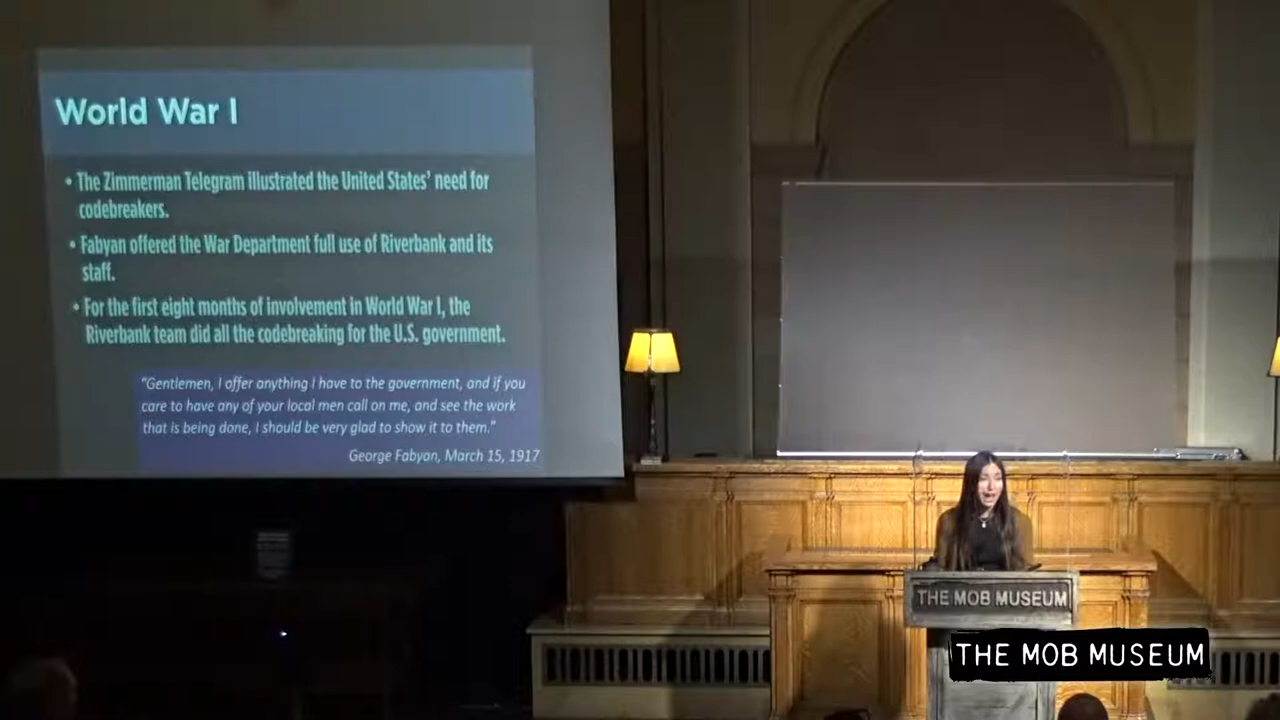 World War I
• The Zimmerman Telegram illustrated the United States' need for
codebreakers.
• Fabyan offered the War Department full use of Riverbank and its
staff.
• For the first eight months of involvement in World War I, the
Riverbank team did all the codebreaking for the U.S. government.
"Gentlemen, I offer anything I have to the government, and if you
care to have any of your local men call on me, and see the work
that is being done, I should be very glad to show it to them."
George Fabyan, March 15, 1917
THE MOB MUSEUM
THE MOB MUSEUM